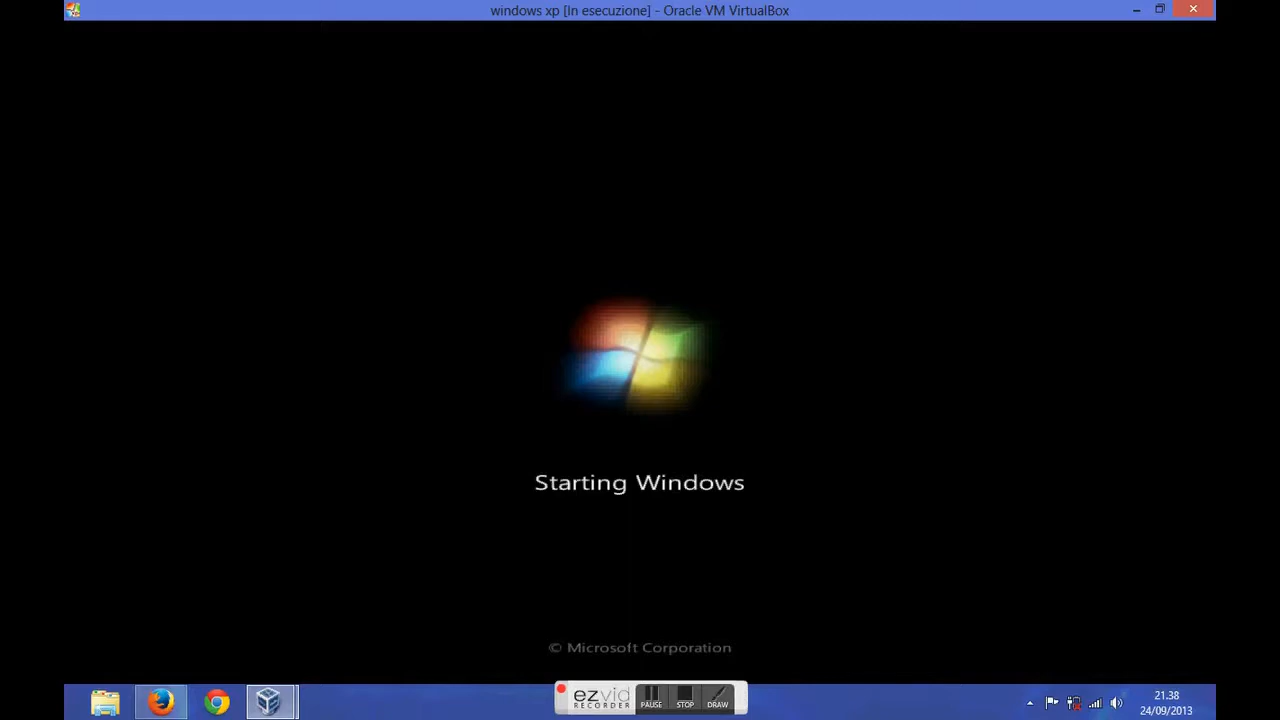 windows xp [In esecuzione] - Oracle VM VirtualBox
Starting Windows
© Microsoft Corporation
ezvid
RECORDER
PAUSE
STOP
DRAW
21.38
24/09/2013